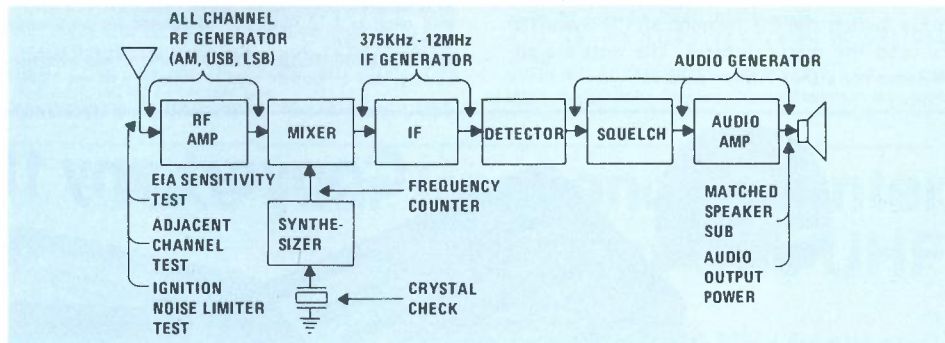 ALL CHANNEL
RF GENERATOR
(AM, USB, LSB)
375KHz - 12MHz
IF GENERATOR
AUDIO GENERATOR
RF
AMP
MIXER
IF
DETECTOR
SQUELCH
AUDIO
AMP
EIA SENSITIVITY
TEST
ADJACENT
CHANNEL
TEST
IGNITION
NOISE LIMITER
TEST
FREQUENCY
COUNTER
SYNTHE-
SIZER
CRYSTAL
CHECK
MATCHED
SPEAKER
SUB
AUDIO
OUTPUT
POWER